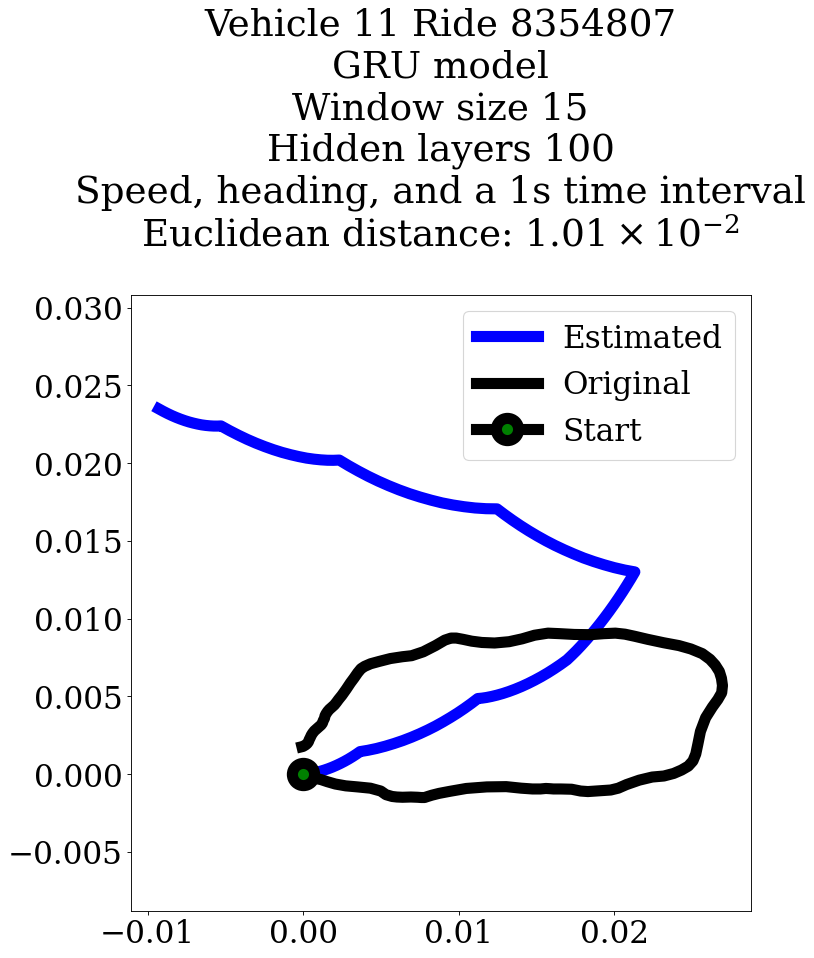 Vehicle 11 Ride 8354807
GRU model
Window size 15
Hidden layers 100
Speed, heading, and a 1s time interval
Euclidean distance: 1.01 × 10⁻²
0.030
0.025
0.020
0.015
0.010
0.005
0.000
−0.005
Estimated
Original
Start
−0.01 0.00 0.01 0.02